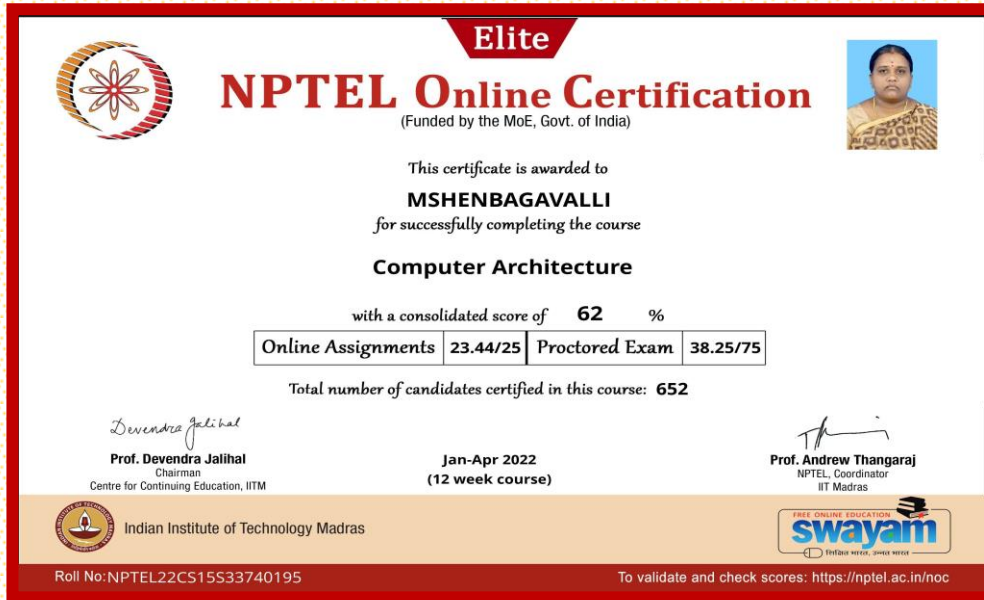 Elite
NPTEL Online Certification
(Funded by the MoE, Govt. of India)
This certificate is awarded to
MSHENBAGAVALLI
for successfully completing the course
Computer Architecture
with a consolidated score of 62 %
Online Assignments 23.44/25 Proctored Exam 38.25/75
Total number of candidates certified in this course: 652
Devendra Jalihal
Prof. Devendra Jalihal
Chairman
Centre for Continuing Education, IITM
Jan-Apr 2022
(12 week course)
Prof. Andrew Thangaraj
NPTEL, Coordinator
IIT Madras
Indian Institute of Technology Madras
FREE ONLINE EDUCATION
swayam
शिक्षित भारत, उन्नत भारत
Roll No:NPTEL22CS15S33740195
To validate and check scores: https://nptel.ac.in/noc